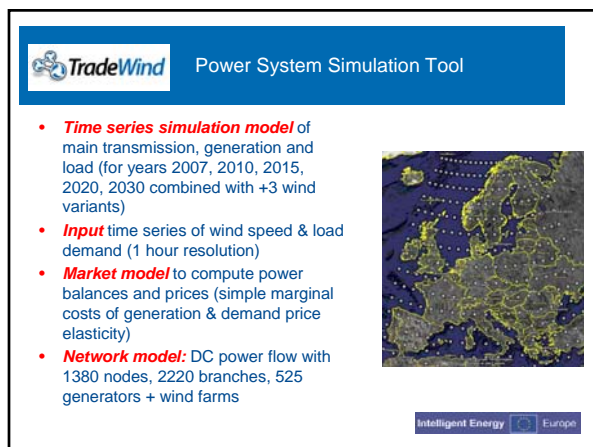 TradeWind
Power System Simulation Tool
• Time series simulation model of
main transmission, generation and
load (for years 2007, 2010, 2015,
2020, 2030 combined with +3 wind
variants)
• Input time series of wind speed & load
demand (1 hour resolution)
• Market model to compute power
balances and prices (simple marginal
costs of generation & demand price
elasticity)
• Network model: DC power flow with
1380 nodes, 2220 branches, 525
generators + wind farms
Intelligent Energy Europe